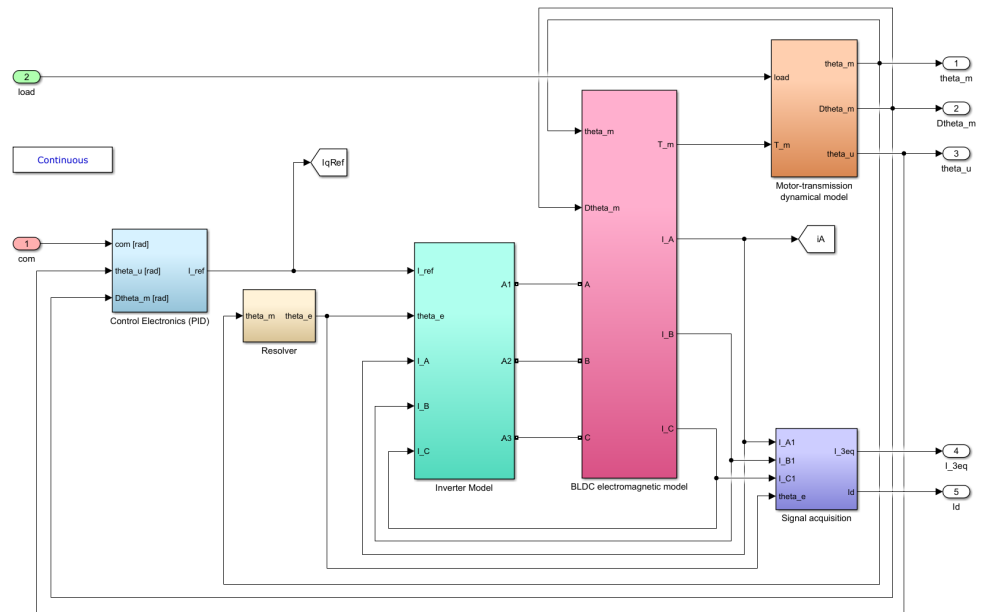 2
load
Continuous
1
com
com [rad]
theta_u [rad]
Dtheta_m [rad]
I_ref
Control Electronics (PID)
IqRef
theta_m
theta_e
Resolver
I_ref
theta_e
I_A
I_B
I_C
A1
A2
A3
Inverter Model
theta_m
Dtheta_m
A
B
C
T_m
I_A
I_B
I_C
BLDC electromagnetic model
load
T_m
theta_m
Dtheta_m
theta_u
Motor-transmission
dynamical model
1
theta_m
2
Dtheta_m
3
theta_u
iA
I_A1
I_B1
I_C1
theta_e
I_3eq
Id
Signal acquisition
4
I_3eq
5
Id